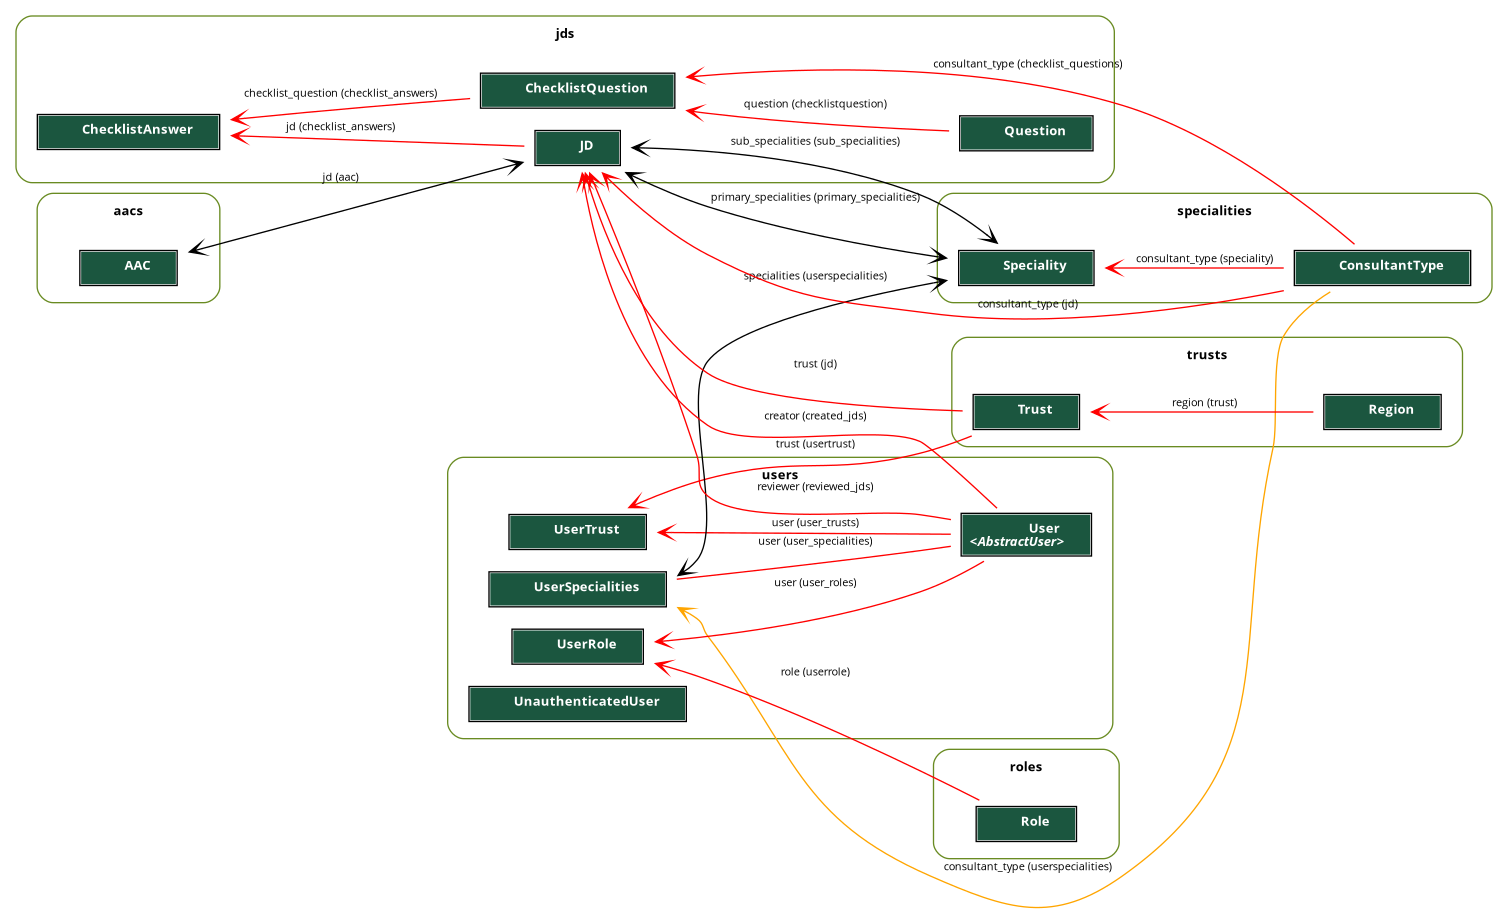 jds
consultant_type (checklist_questions)
ChecklistQuestion
checklist_question (checklist_answers)
question (checklistquestion)
ChecklistAnswer
jd (checklist_answers)
Question
JD
sub_specialities (sub_specialities)
jd (aac)
primary_specialities (primary_specialities)
aacs
specialities
AAC
Speciality
consultant_type (speciality)
ConsultantType
specialities (userspecialities)
consultant_type (jd)
trusts
trust (jd)
Trust
region (trust)
Region
creator (created_jds)
trust (usertrust)
users
reviewer (reviewed_jds)
UserTrust
user (user_trusts)
User
<AbstractUser>
user (user_specialities)
UserSpecialities
user (user_roles)
UserRole
role (userrole)
UnauthenticatedUser
roles
Role
consultant_type (userspecialities)